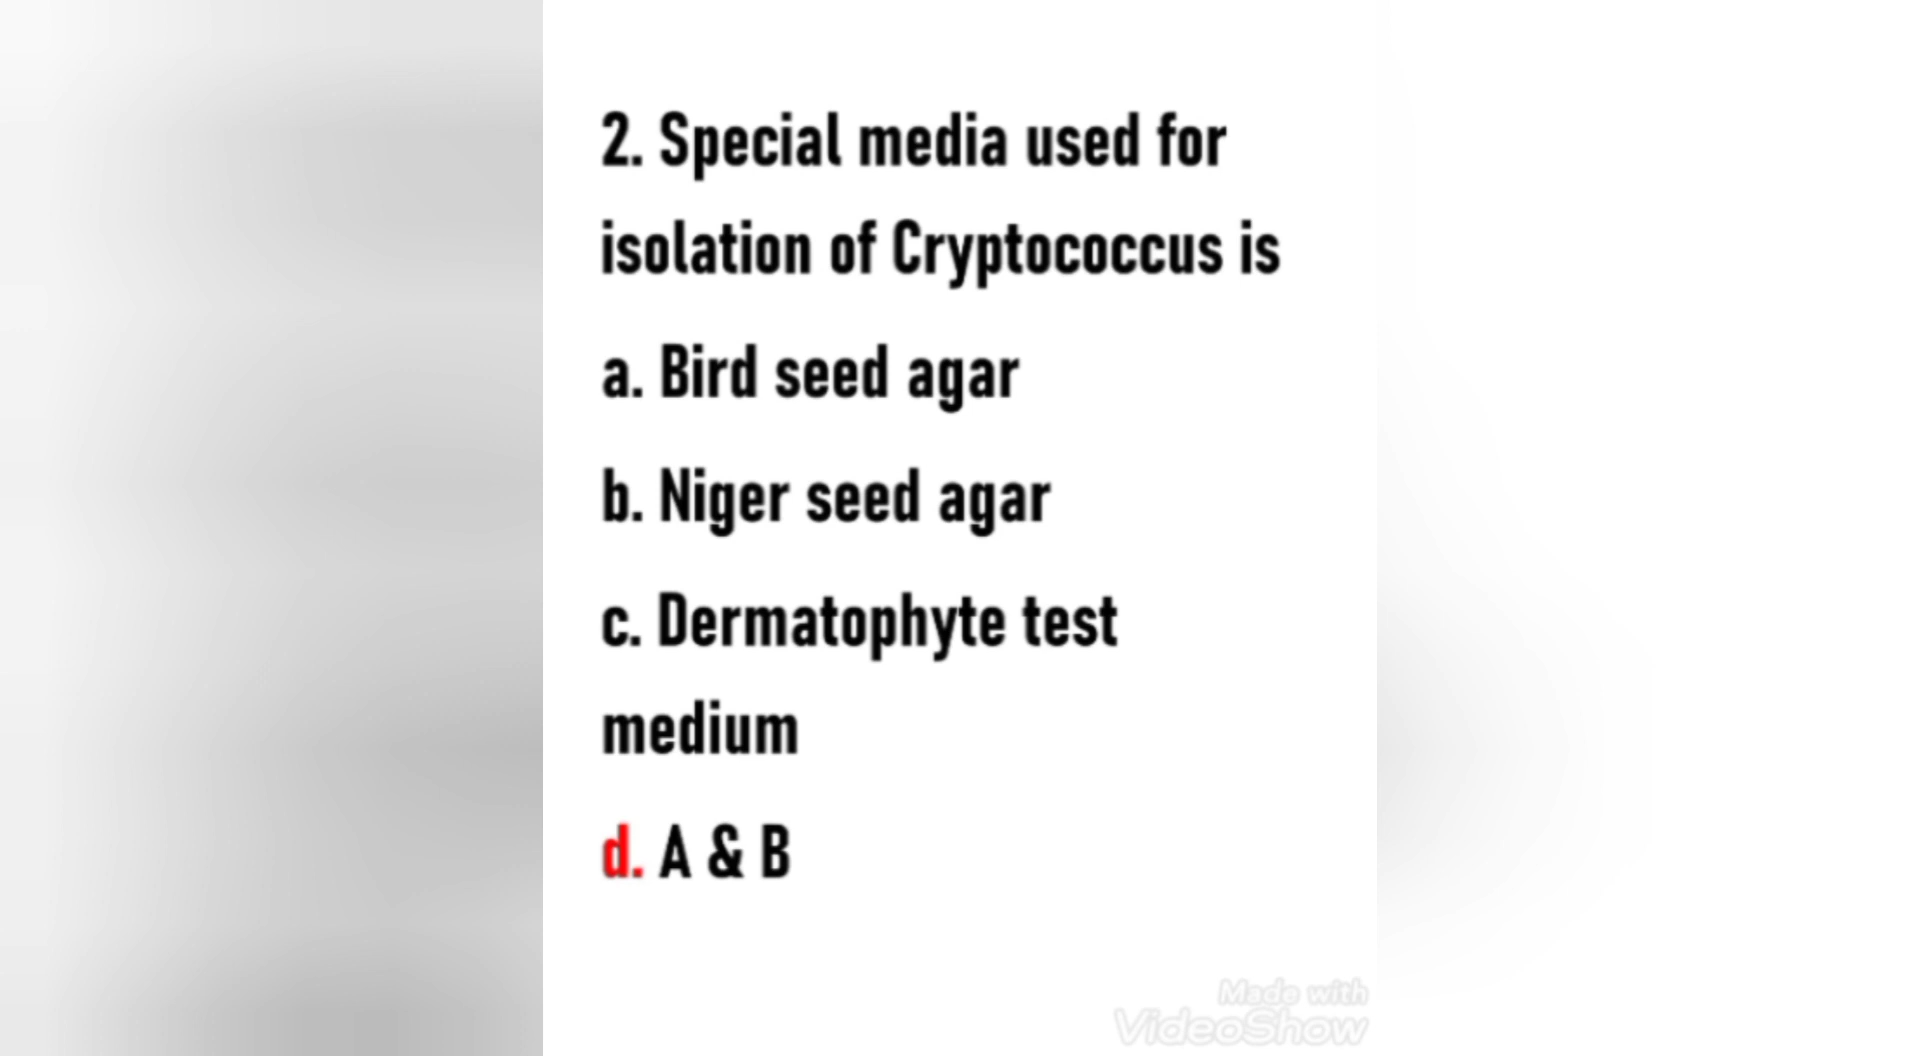 2. Special media used for
isolation of Cryptococcus is
a. Bird seed agar
b. Niger seed agar
c. Dermatophyte test
medium
d. A & B
Made with
VideoShow